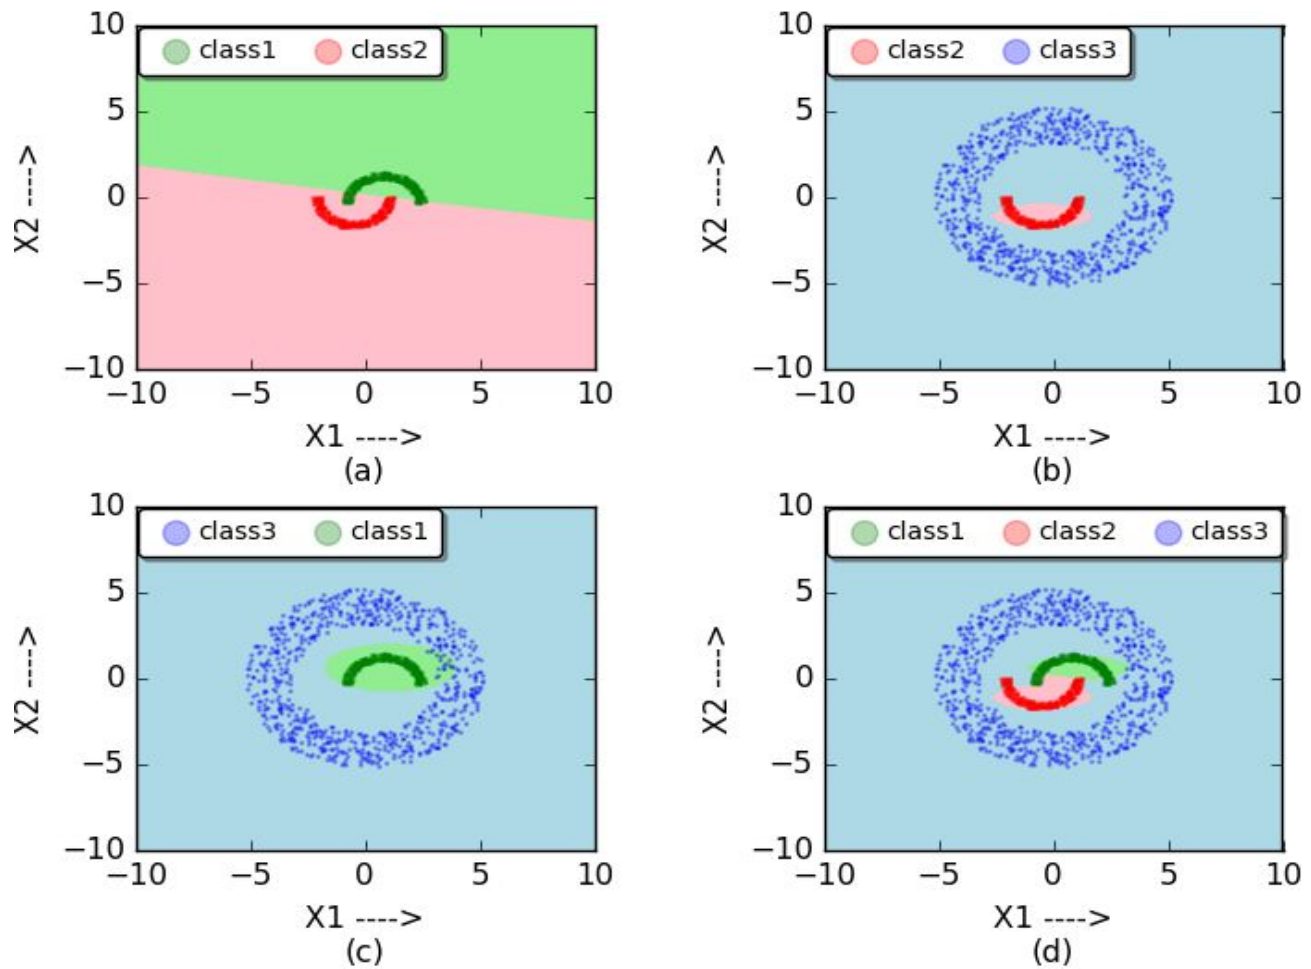 class1 class2
10
5
0
−5
−10
−10 −5 0 5 10
X2 ---->
X1 ---->
(a)
class2 class3
10
5
0
−5
−10
−10 −5 0 5 10
X2 ---->
X1 ---->
(b)
class3 class1
10
5
0
−5
−10
−10 −5 0 5 10
X2 ---->
X1 ---->
(c)
class1 class2 class3
10
5
0
−5
−10
−10 −5 0 5 10
X2 ---->
X1 ---->
(d)